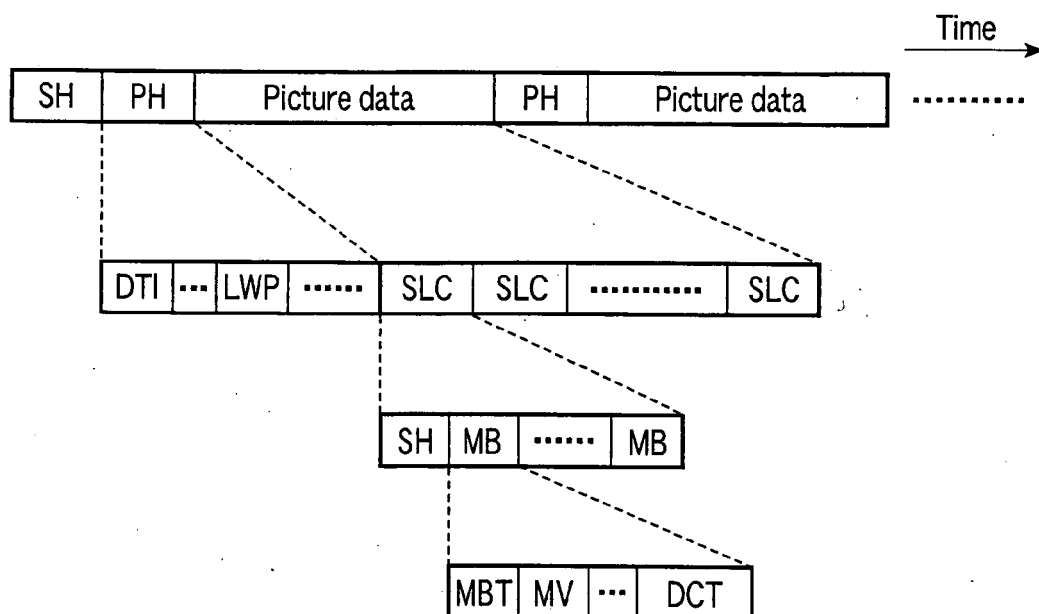 Time
SH PH Picture data PH Picture data ............
DTI ... LWP ...... SLC SLC ............ SLC
SH MB ...... MB
MBT MV ... DCT